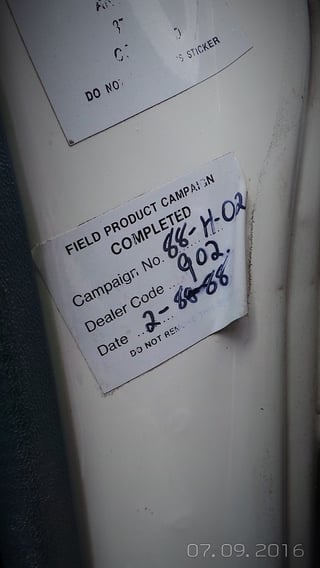 DO NO
S STICKER
FIELD PRODUCT CAMPAIGN
COMPLETED
Campaign No. 88-H-02
Dealer Code 902.
Date 2-88-88
DO NOT REM
07.09.2016